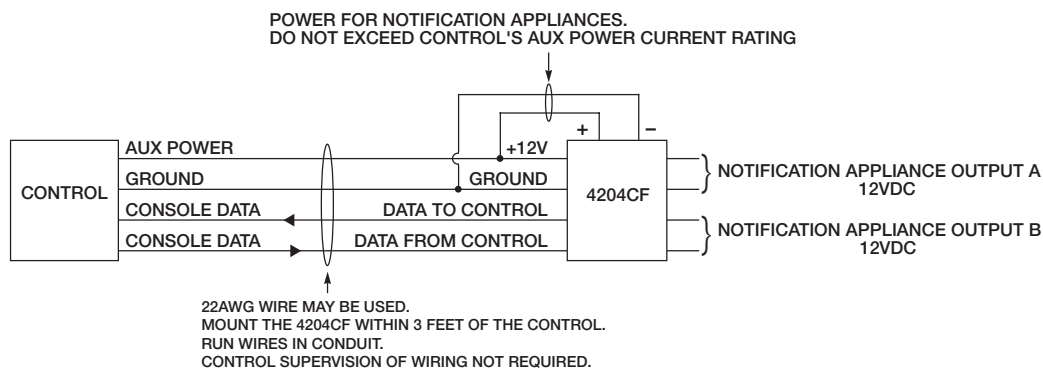 POWER FOR NOTIFICATION APPLIANCES.
DO NOT EXCEED CONTROL'S AUX POWER CURRENT RATING
+ −
AUX POWER +12V
GROUND GROUND
CONTROL 4204CF
CONSOLE DATA DATA TO CONTROL
CONSOLE DATA DATA FROM CONTROL
NOTIFICATION APPLIANCE OUTPUT A
12VDC
NOTIFICATION APPLIANCE OUTPUT B
12VDC
22AWG WIRE MAY BE USED.
MOUNT THE 4204CF WITHIN 3 FEET OF THE CONTROL.
RUN WIRES IN CONDUIT.
CONTROL SUPERVISION OF WIRING NOT REQUIRED.